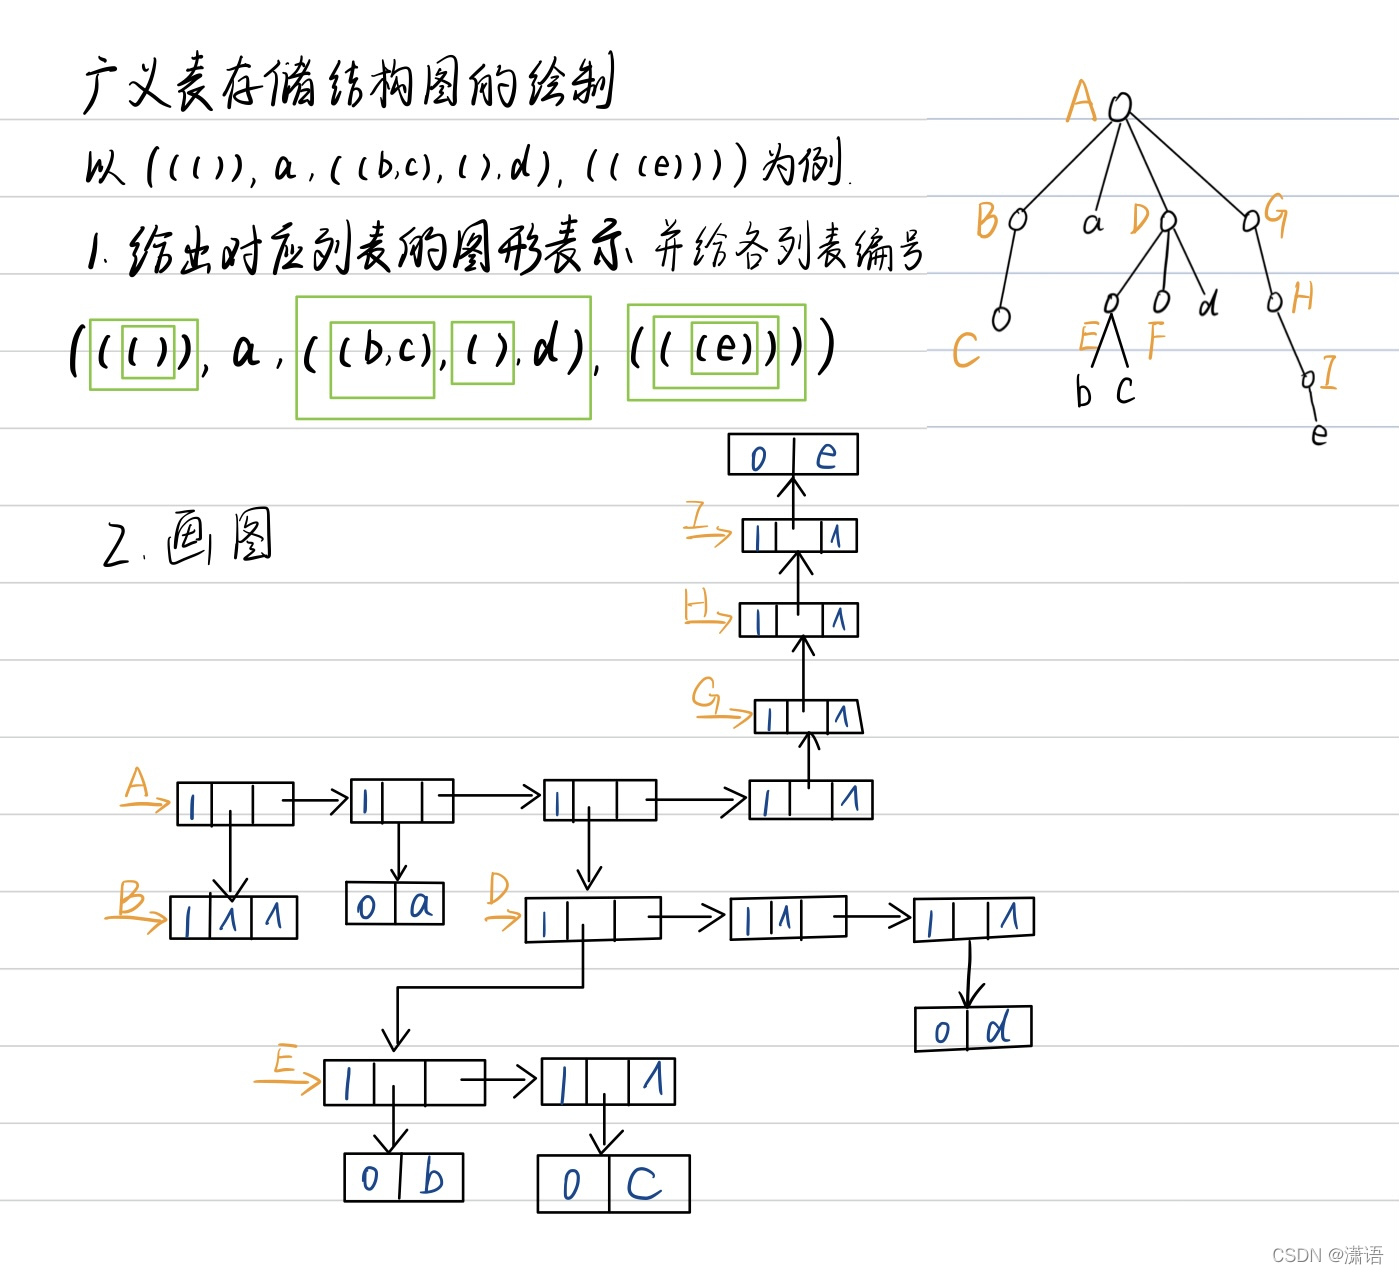 广义表存储结构图的绘制
以((()), a, ((b,c), (), d), (((e))))为例.
1. 给出对应列表的图形表示 并给各列表编号
((()), a, ((b,c), (), d), (((e))))
A
B a D G
C E F d H
b c I
e
2. 画图
0 e
I 1 ∧
H 1 ∧
G 1 ∧
A 1 1 1 1 ∧
B 1 ∧ ∧ 0 a D 1 1 ∧ 1 ∧
0 d
E 1 1 ∧
0 b 0 c
CSDN @潇语